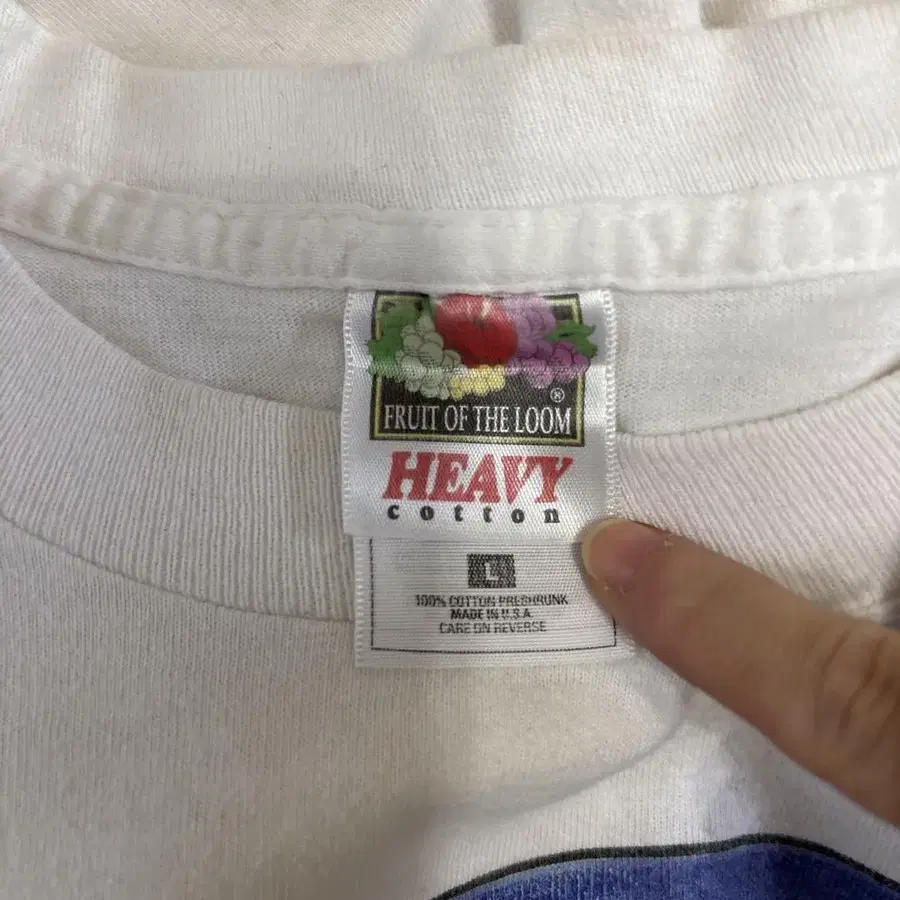 ®
FRUIT OF THE LOOM
HEAVY
cotton
L
100% COTTON PRESHRUNK
MADE IN U.S.A.
CARE ON REVERSE